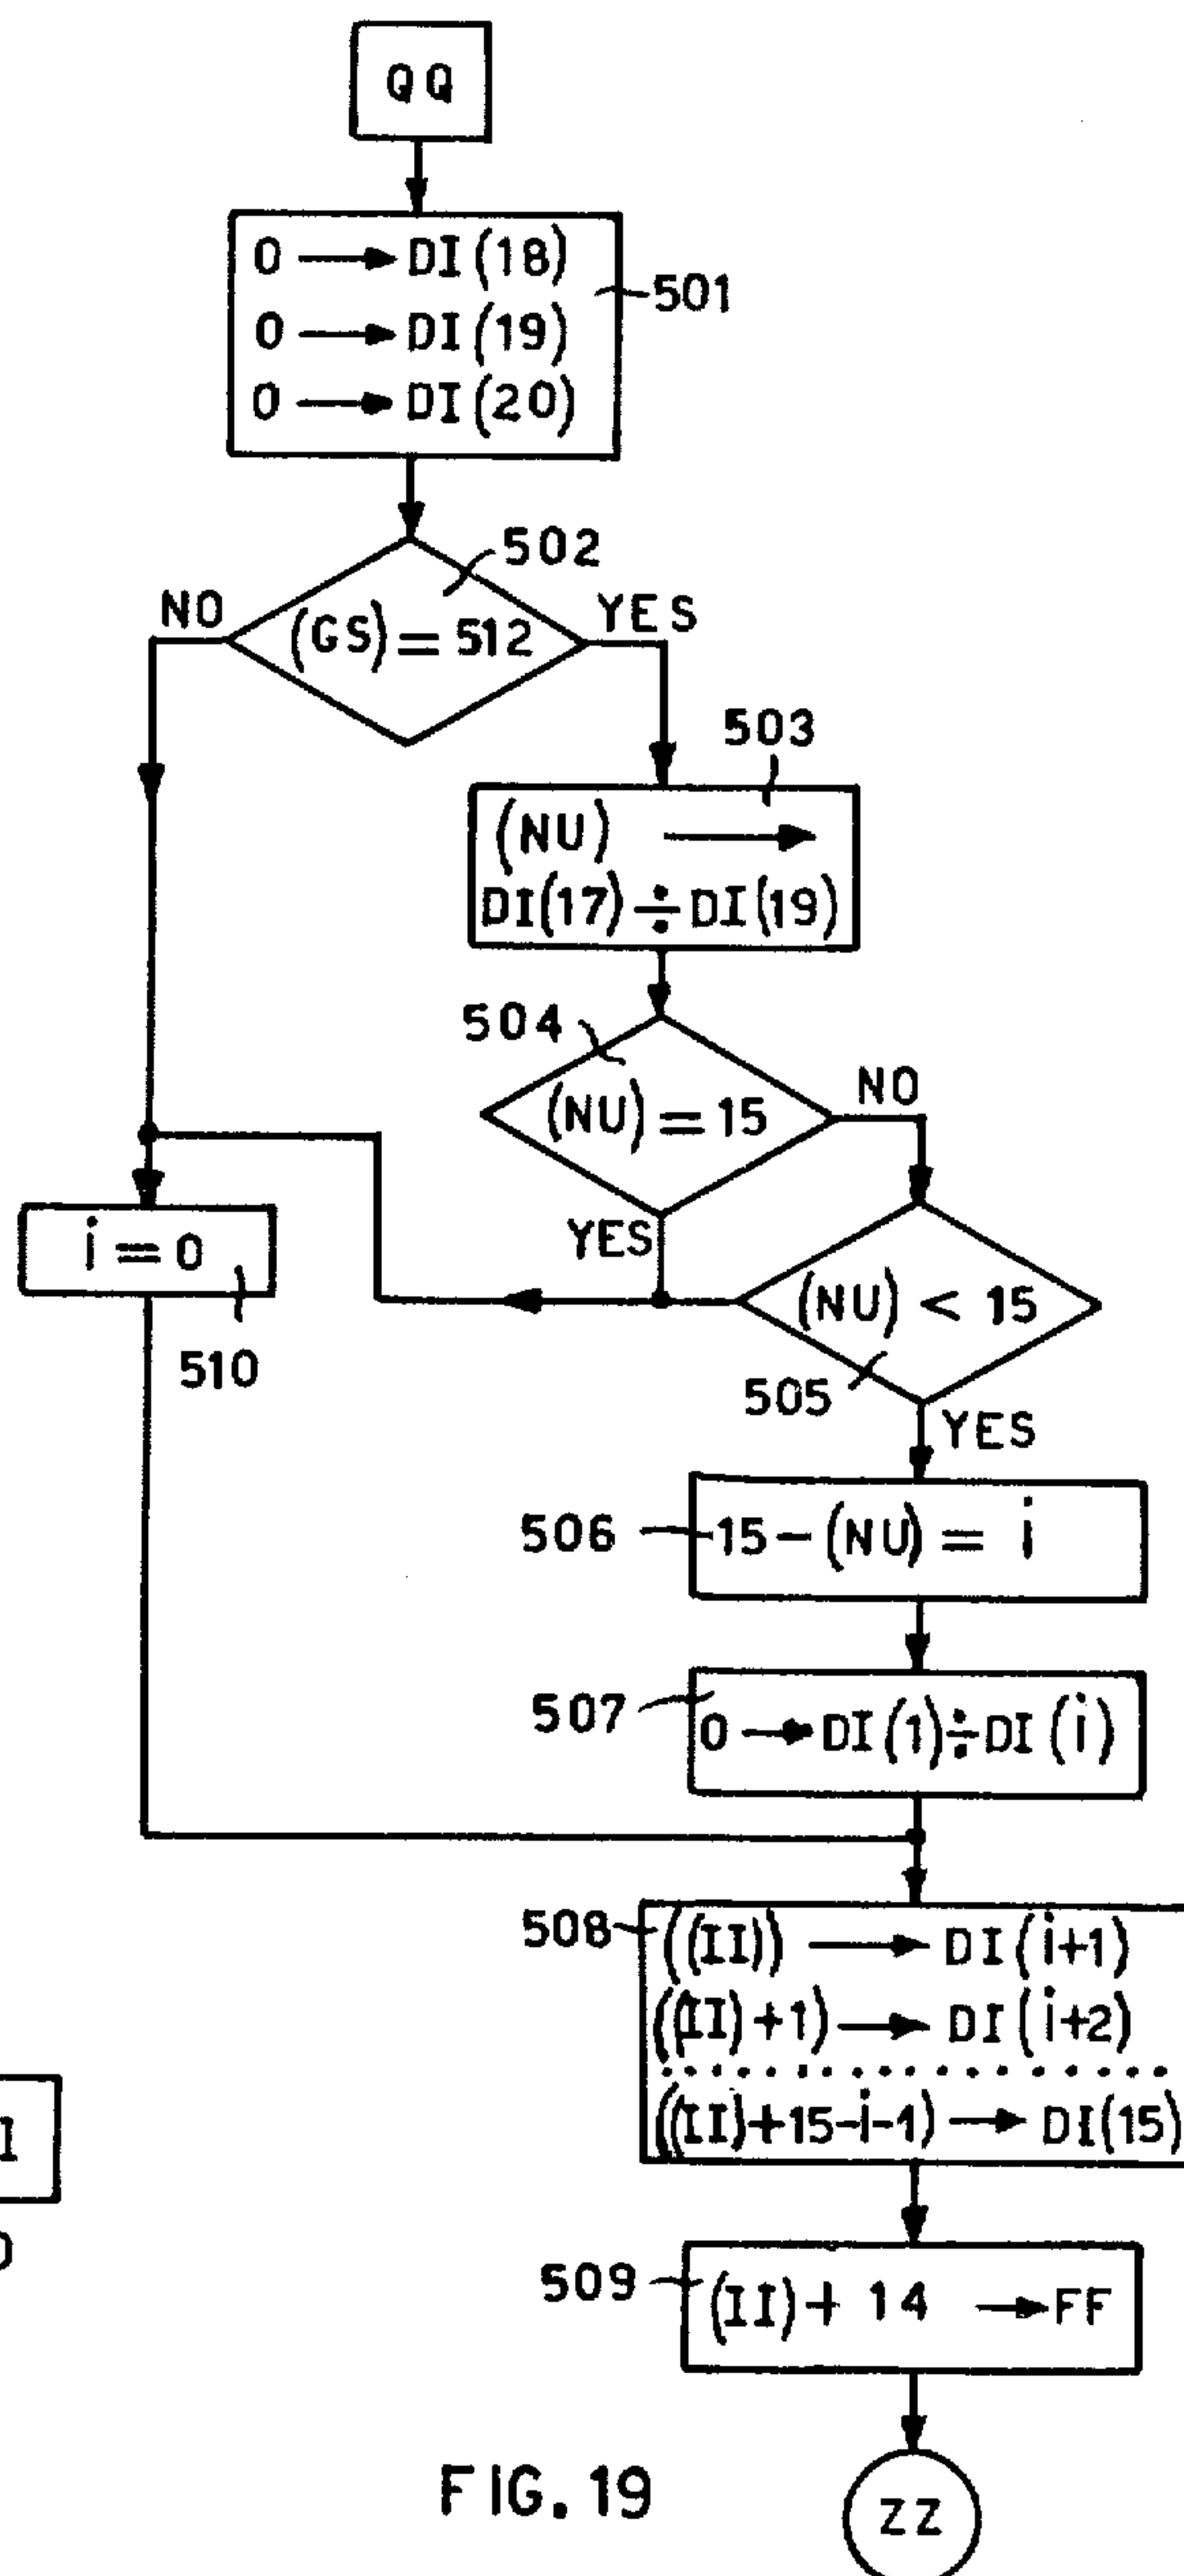 QQ
0 → DI(18)
0 → DI(19)
0 → DI(20)
501
502
NO
(GS) = 512
YES
503
(NU) →
DI(17) ÷ DI(19)
504
(NU) = 15
NO
YES
i = 0
510
(NU) < 15
505
YES
506
15 - (NU) = i
507
0 → DI(1) ÷ DI(i)
508
((II)) → DI(i+1)
((II)+1) → DI(i+2)
. . . . . . . . . . . . . . . . . . . .
((II)+15-i-1) → DI(15)
509
(II) + 14 → FF
FIG. 19
ZZ